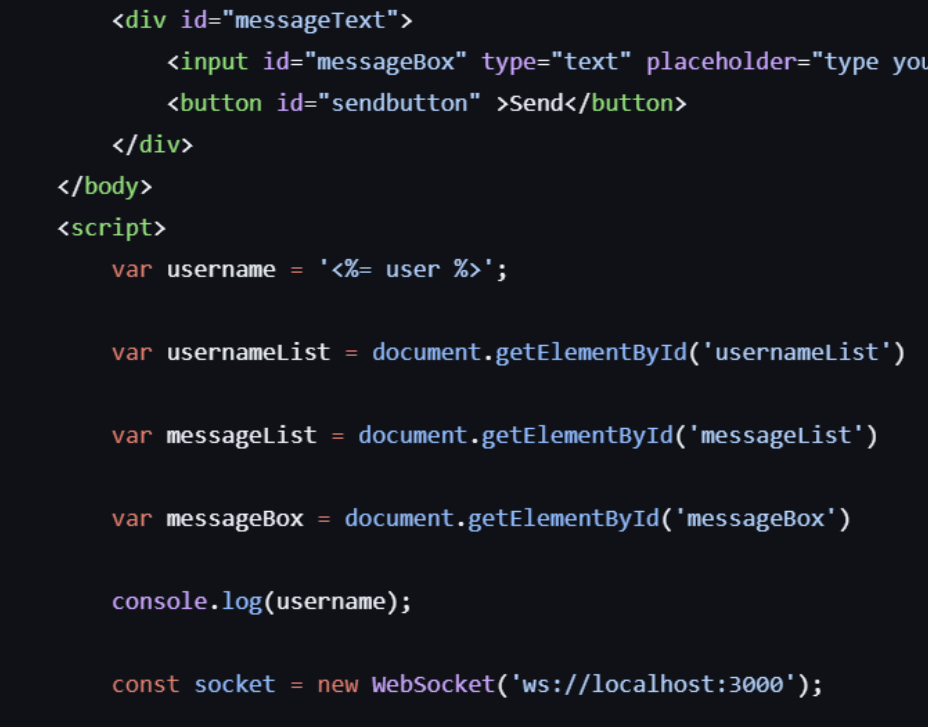 <div id="messageText">
<input id="messageBox" type="text" placeholder="type
<button id="sendbutton" >Send</button>
</div>
</body>
<script>
var username = '<%= user %>';
var usernameList = document.getElementById('usernameList')
var messageList = document.getElementById('messageList')
var messageBox = document.getElementById('messageBox')
console.log(username);
const socket = new WebSocket('ws://localhost:3000');